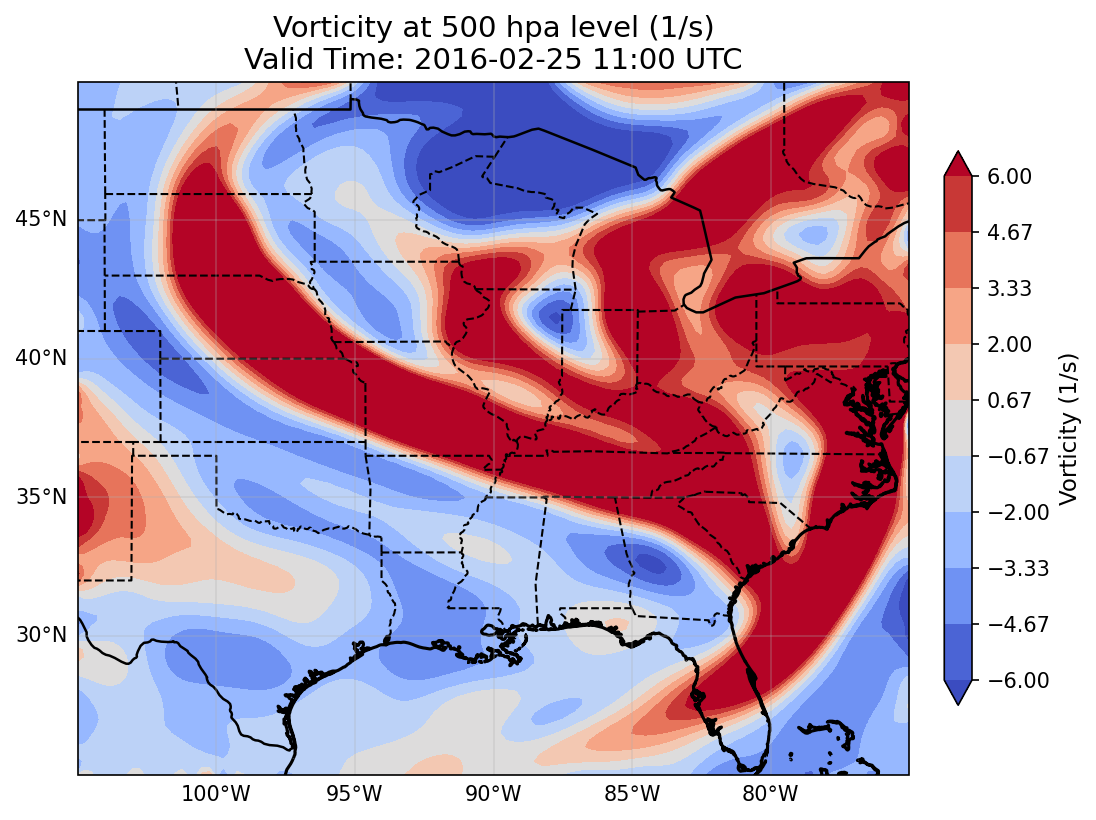 Vorticity at 500 hpa level (1/s)
Valid Time: 2016-02-25 11:00 UTC
45°N
40°N
35°N
30°N
100°W
95°W
90°W
85°W
80°W
6.00
4.67
3.33
2.00
0.67
−0.67
−2.00
−3.33
−4.67
−6.00
Vorticity (1/s)